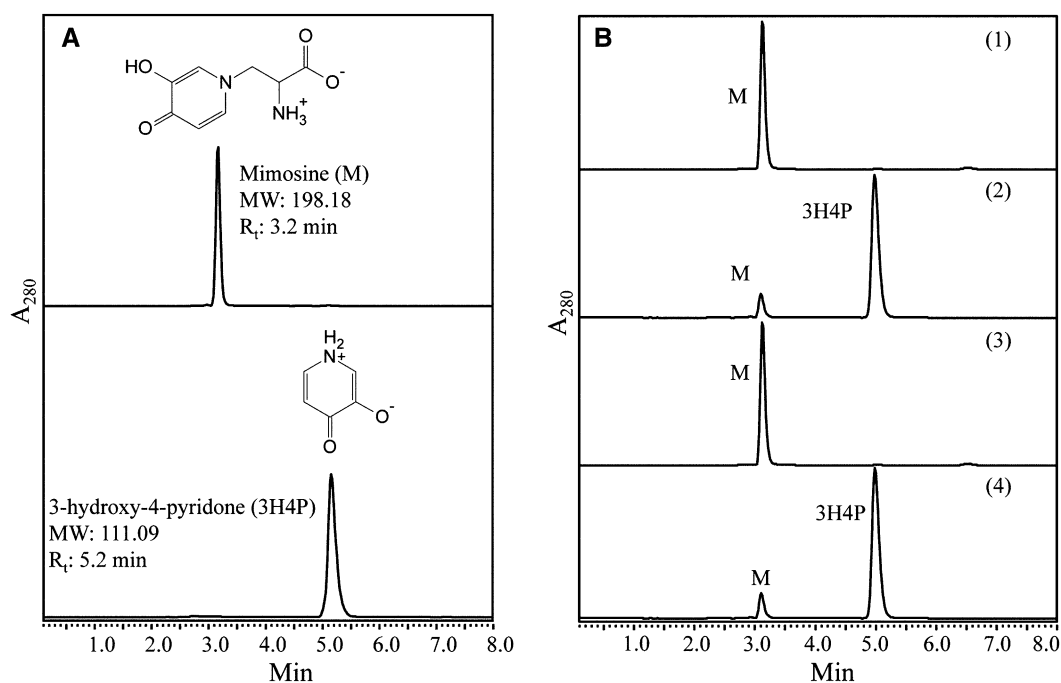 A
HO
N
O
O
O-
NH3+
Mimosine (M)
MW: 198.18
Rt: 3.2 min
A280
H2
N+
O-
O
3-hydroxy-4-pyridone (3H4P)
MW: 111.09
Rt: 5.2 min
1.0 2.0 3.0 4.0 5.0 6.0 7.0 8.0
Min
B
(1)
M
(2)
3H4P
M
A280
(3)
M
(4)
3H4P
M
1.0 2.0 3.0 4.0 5.0 6.0 7.0 8.0
Min